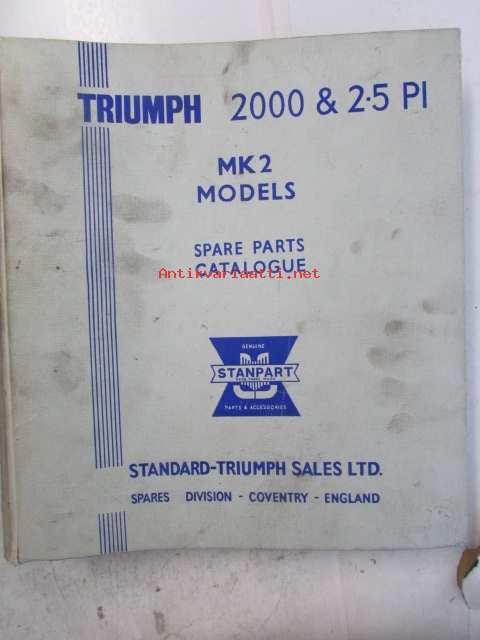 TRIUMPH 2000 & 2·5 PI
MK2
MODELS
SPARE PARTS
Antikvariaatti.net
CATALOGUE
GENUINE
STANPART
PARTS & ACCESSORIES
STANDARD-TRIUMPH SALES LTD.
SPARES DIVISION - COVENTRY - ENGLAND